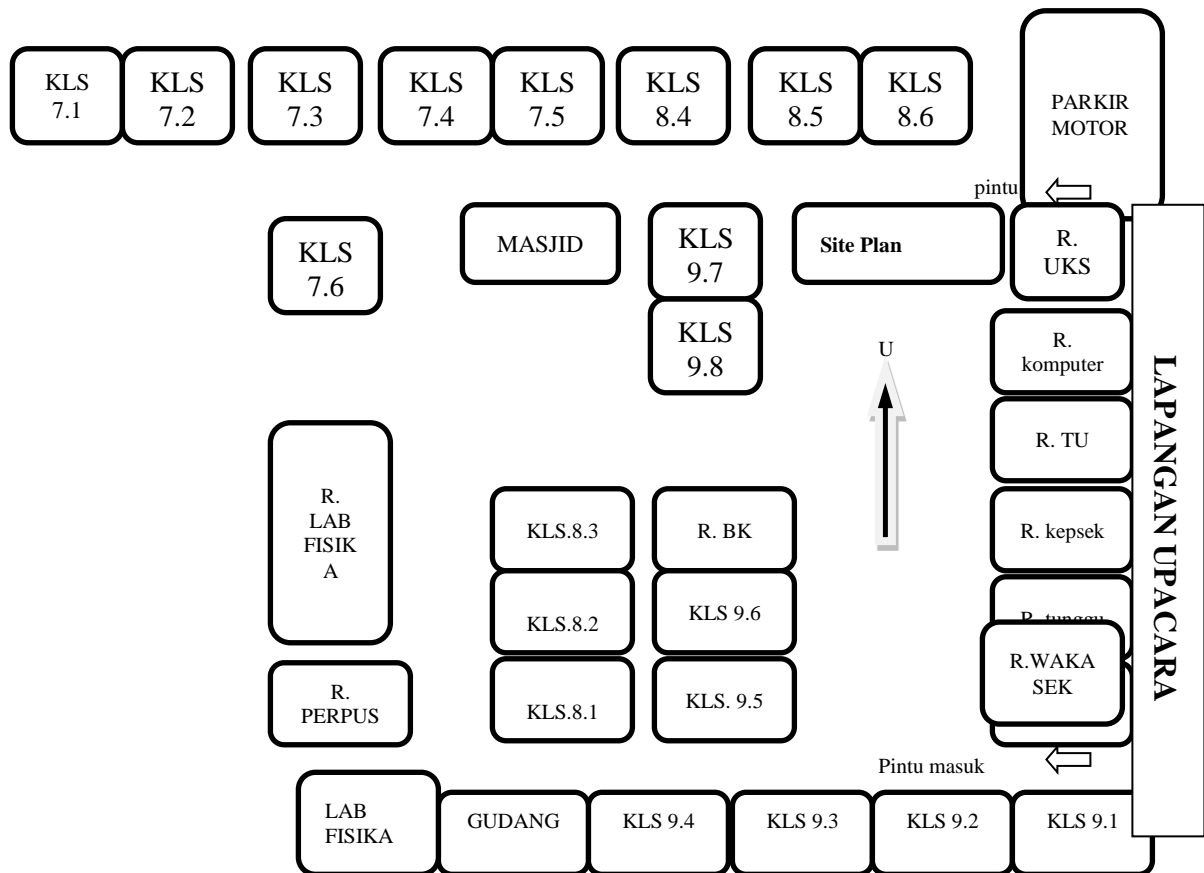 KLS
7.1
KLS
7.2
KLS
7.3
KLS
7.4
KLS
7.5
KLS
8.4
KLS
8.5
KLS
8.6
PARKIR
MOTOR
pintu
KLS
7.6
MASJID
KLS
9.7
Site Plan
R.
UKS
KLS
9.8
U
R.
komputer
R. TU
LAPANGAN UPACARA
R.
LAB
FISIK
A
KLS.8.3
R. BK
R. kepsek
KLS.8.2
KLS 9.6
R. tunggu
R.WAKA
SEK
R.
PERPUS
KLS.8.1
KLS. 9.5
Pintu masuk
LAB
FISIKA
GUDANG
KLS 9.4
KLS 9.3
KLS 9.2
KLS 9.1